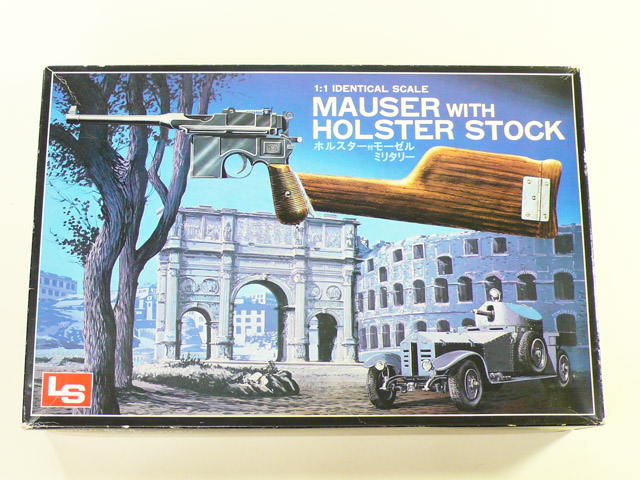 1:1 IDENTICAL SCALE
MAUSER WITH
HOLSTER STOCK
ホルスター付モーゼル
ミリタリー
LS